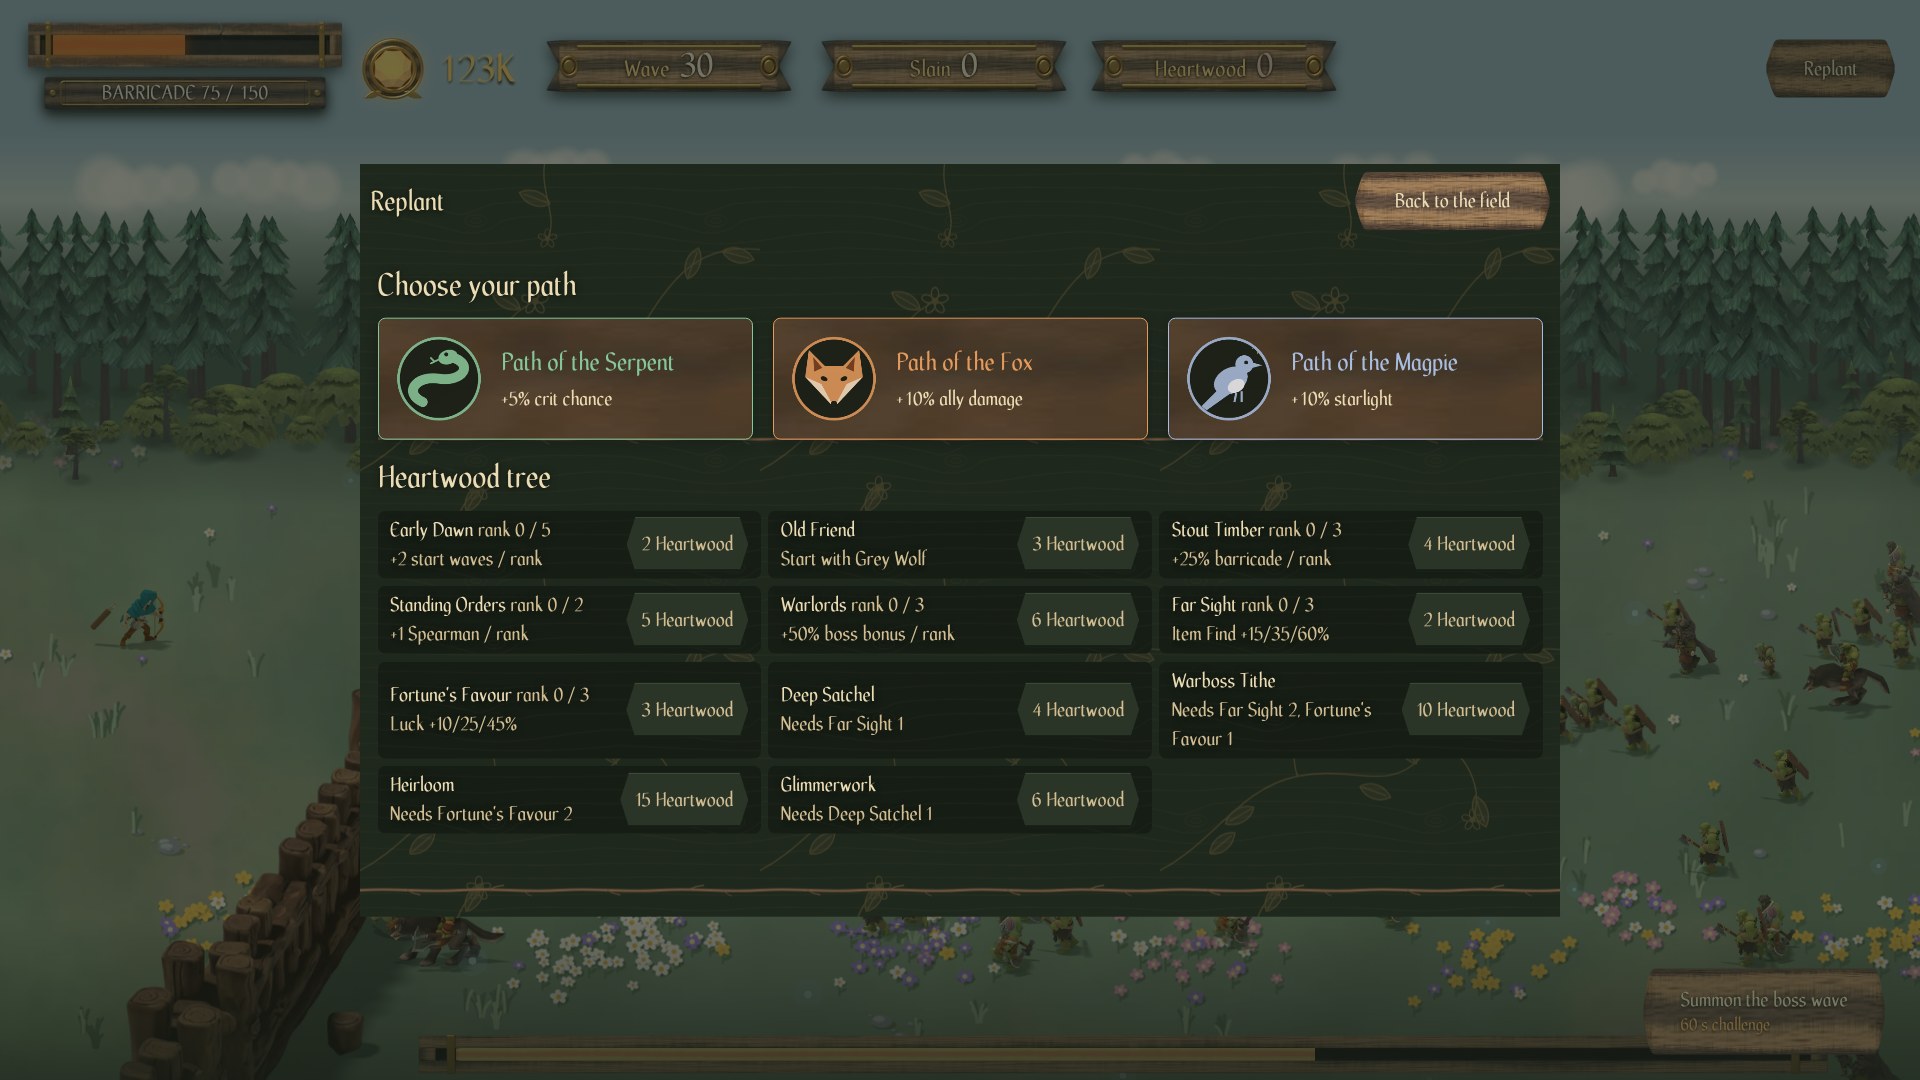 BARRICADE 75 / 150
123K
Wave 30
Slain 0
Heartwood 0
Replant
Replant
Back to the field
Choose your path
Path of the Serpent
+5% crit chance
Path of the Fox
+10% ally damage
Path of the Magpie
+10% starlight
Heartwood tree
Early Dawn rank 0 / 5
+2 start waves / rank
2 Heartwood
Old Friend
Start with Grey Wolf
3 Heartwood
Stout Timber rank 0 / 3
+25% barricade / rank
4 Heartwood
Standing Orders rank 0 / 2
+1 Spearman / rank
5 Heartwood
Warlords rank 0 / 3
+50% boss bonus / rank
6 Heartwood
Far Sight rank 0 / 3
Item Find +15/35/60%
2 Heartwood
Fortune's Favour rank 0 / 3
Luck +10/25/45%
3 Heartwood
Deep Satchel
Needs Far Sight 1
4 Heartwood
Warboss Tithe
Needs Far Sight 2, Fortune's
Favour 1
10 Heartwood
Heirloom
Needs Fortune's Favour 2
15 Heartwood
Glimmerwork
Needs Deep Satchel 1
6 Heartwood
Summon the boss wave
60 s challenge